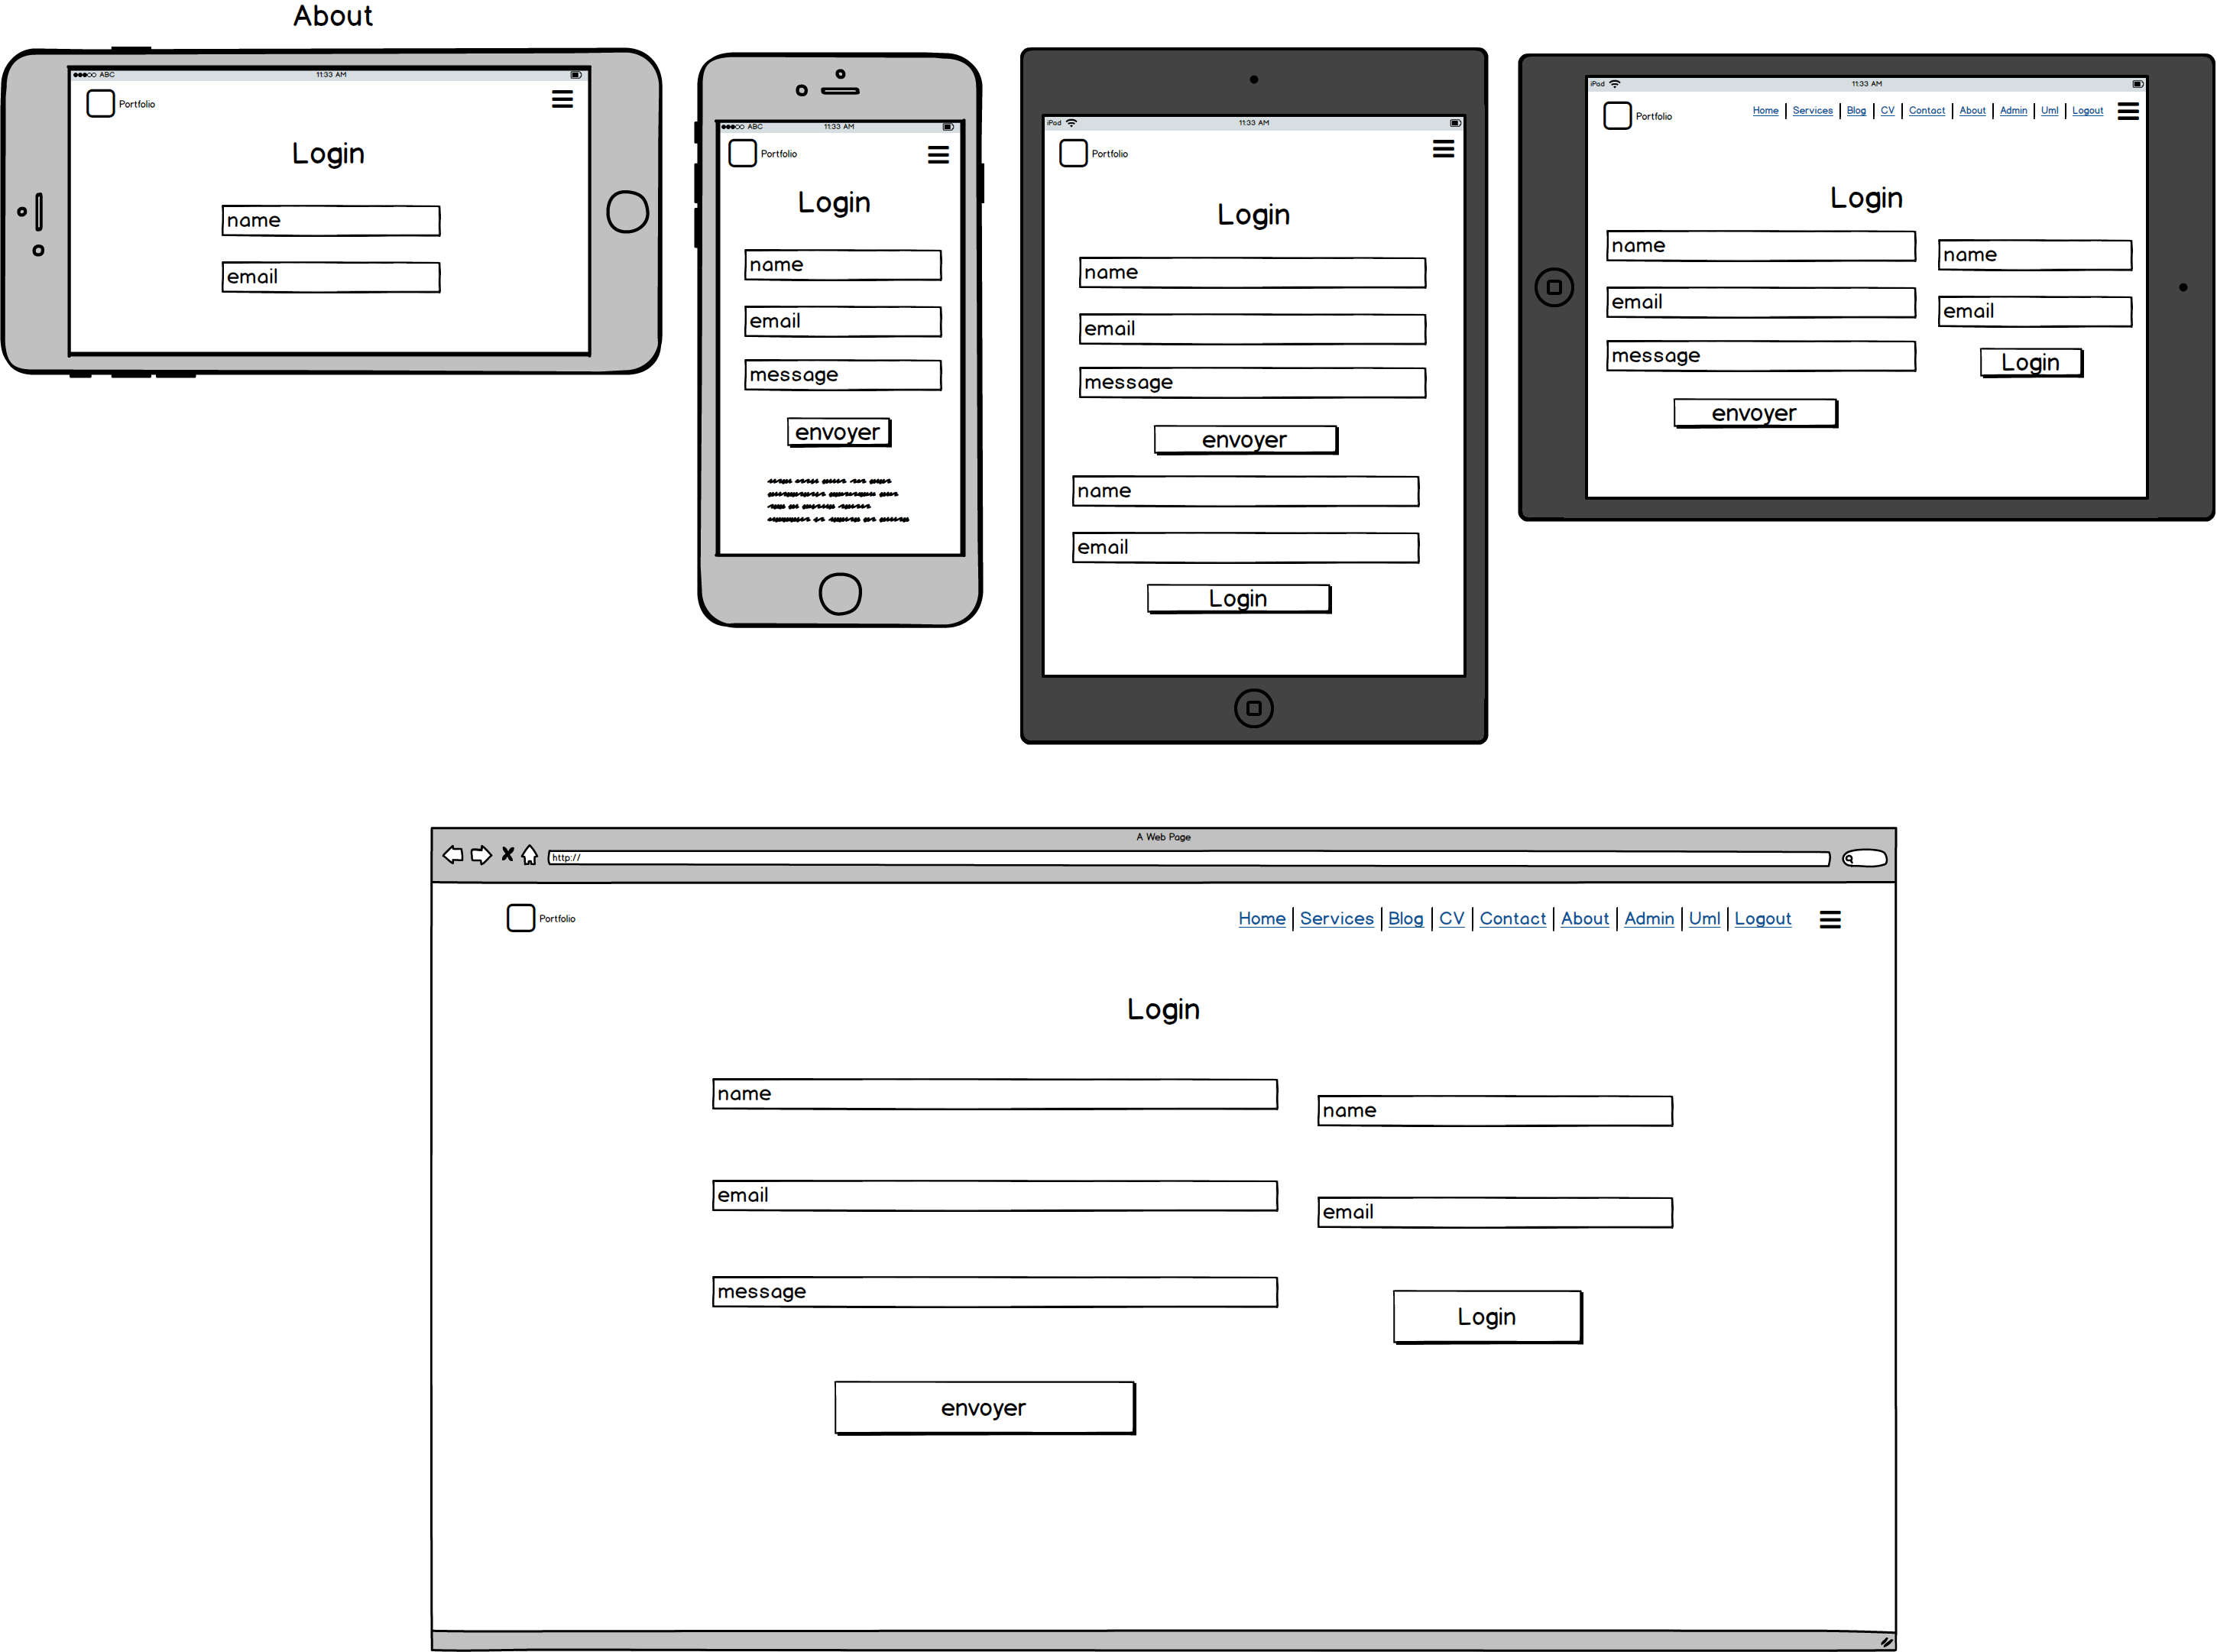 About
ABC 11:33 AM
Portfolio
Login
name
email
ABC 11:33 AM
Portfolio
Login
name
email
message
envoyer
iPad 11:33 AM
Portfolio
Login
name
email
message
envoyer
name
email
Login
iPad 11:33 AM
Portfolio Home Services Blog CV Contact About Admin Uml Logout
Login
name
email
message
envoyer
name
email
Login
A Web Page
http://
Portfolio Home Services Blog CV Contact About Admin Uml Logout
Login
name
email
message
envoyer
name
email
Login